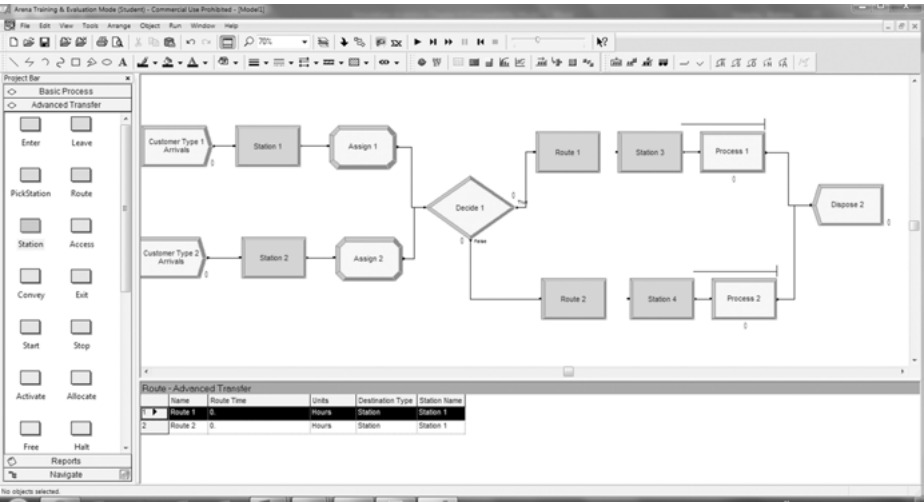 Arena Training & Evaluation Mode (Student) - Commercial Use Prohibited - [Model1]
File Edit View Tools Arrange Object Run Window Help
70%
Project Bar
Basic Process
Advanced Transfer
Enter Leave
PickStation Route
Station Access
Convey Exit
Start Stop
Activate Allocate
Free Halt
Reports
Navigate
Customer Type 1
Arrivals
0
Station 1
Assign 1
Customer Type 2
Arrivals
0
Station 2
Assign 2
Decide 1
0
True
0
False
Route 1
Station 3
Process 1
0
Route 2
Station 4
Process 2
0
Dispose 2
0
Route - Advanced Transfer
Name Route Time Units Destination Type Station Name
1 Route 1 0. Hours Station Station 1
2 Route 2 0. Hours Station Station 1
No objects selected.